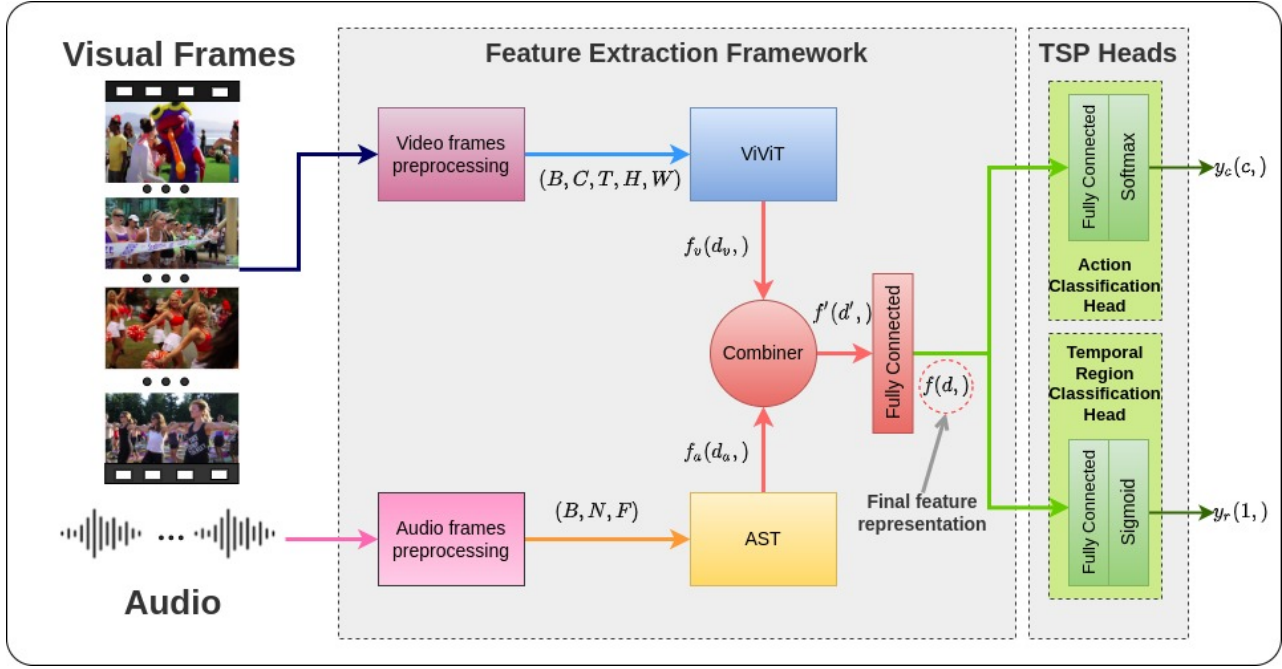 Visual Frames
Feature Extraction Framework
TSP Heads
Video frames
preprocessing
(B, C, T, H, W)
ViViT
Fully Connected
Softmax
y_c(c,)
f_v(d_v,)
Action
Classification
Head
Combiner
f'(d',)
Fully Connected
f(d,)
Temporal
Region
Classification
Head
f_a(d_a,)
Final feature
representation
Audio frames
preprocessing
(B, N, F)
AST
Fully Connected
Sigmoid
y_r(1,)
Audio